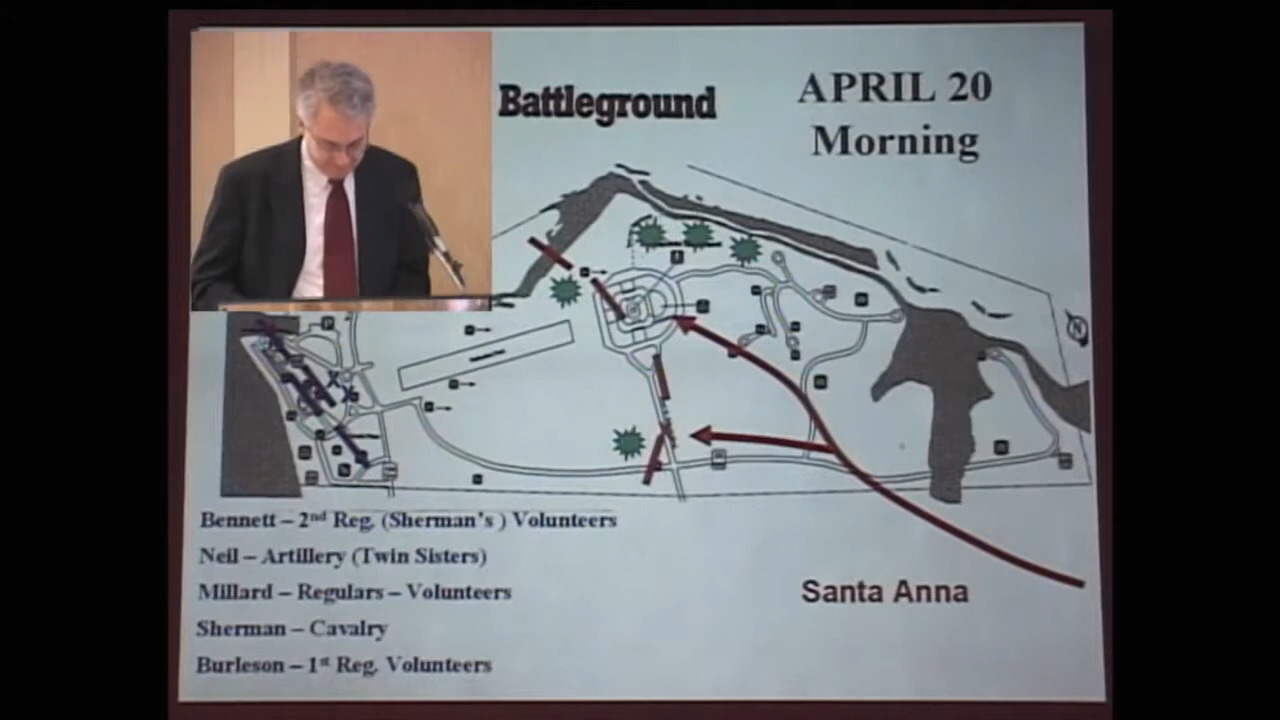 Battleground
APRIL 20
Morning
N
Bennett – 2nd Reg. (Sherman's ) Volunteers
Neil – Artillery (Twin Sisters)
Millard – Regulars – Volunteers
Sherman – Cavalry
Burleson – 1st Reg. Volunteers
Santa Anna